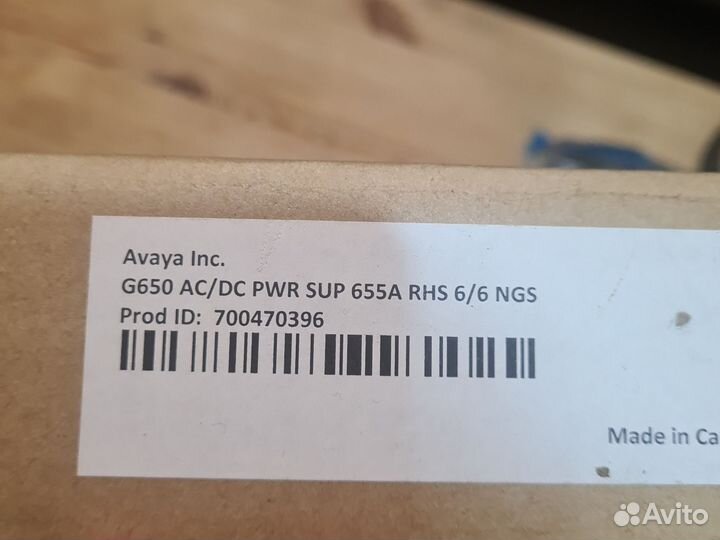 Avaya Inc.
G650 AC/DC PWR SUP 655A RHS 6/6 NGS
Prod ID: 700470396
Made in Ca
Avito